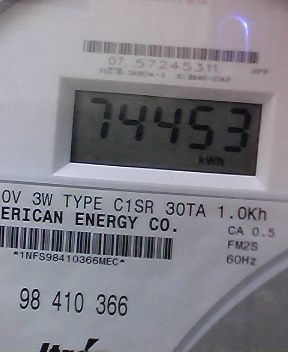 07 57245311
74453
kWh
0V 3W TYPE C1SR 30TA 1.0Kh
ERICAN ENERGY CO.
CA 0.5
FM2S
60Hz
*1NFS98410366MEC*
98 410 366